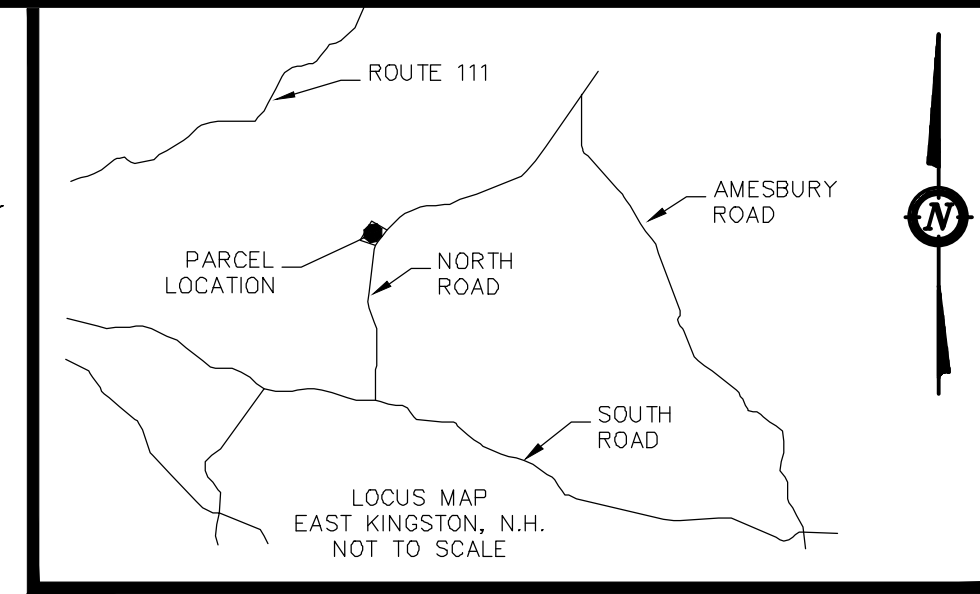 ROUTE 111
AMESBURY
ROAD
N
PARCEL
LOCATION
NORTH
ROAD
SOUTH
ROAD
LOCUS MAP
EAST KINGSTON, N.H.
NOT TO SCALE